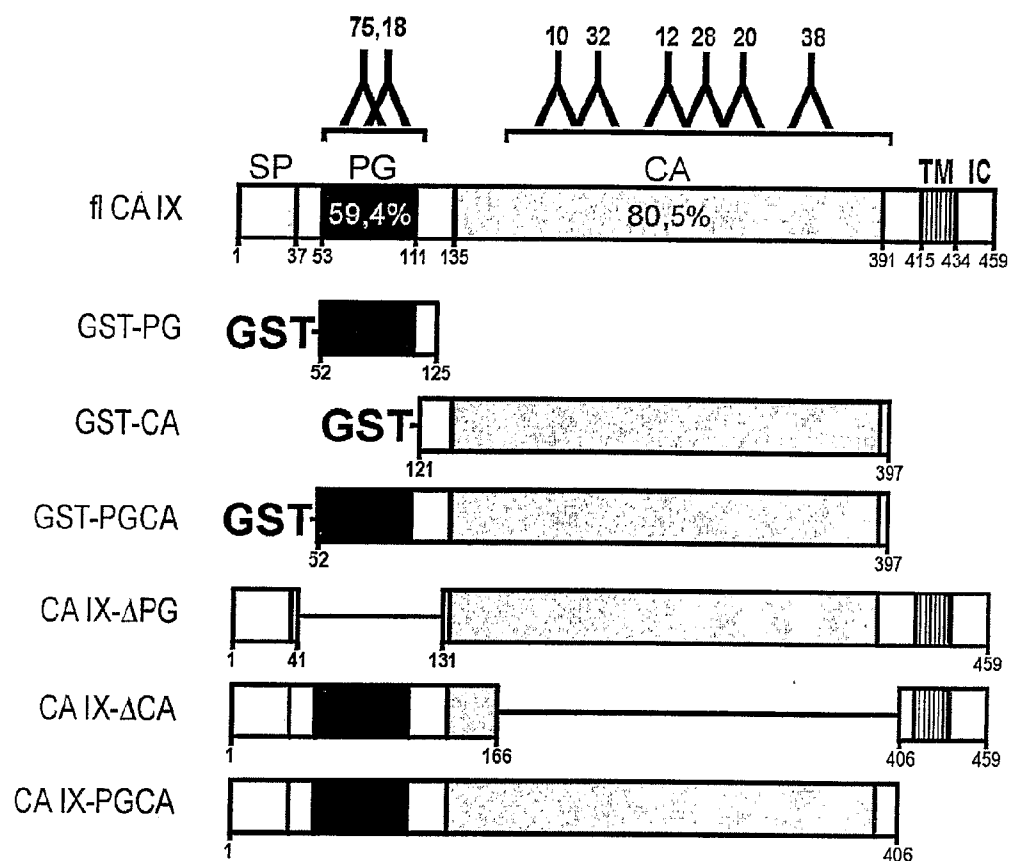 75,18 10 32 12 28 20 38
SP PG CA TM IC
fl CA IX 59,4% 80,5%
1 37 53 111 135 391 415 434 459
GST-PG GST
52 125
GST-CA GST
121 397
GST-PGCA GST
52 397
CA IX-ΔPG
1 41 131 459
CA IX-ΔCA
1 166 406 459
CA IX-PGCA
1 406